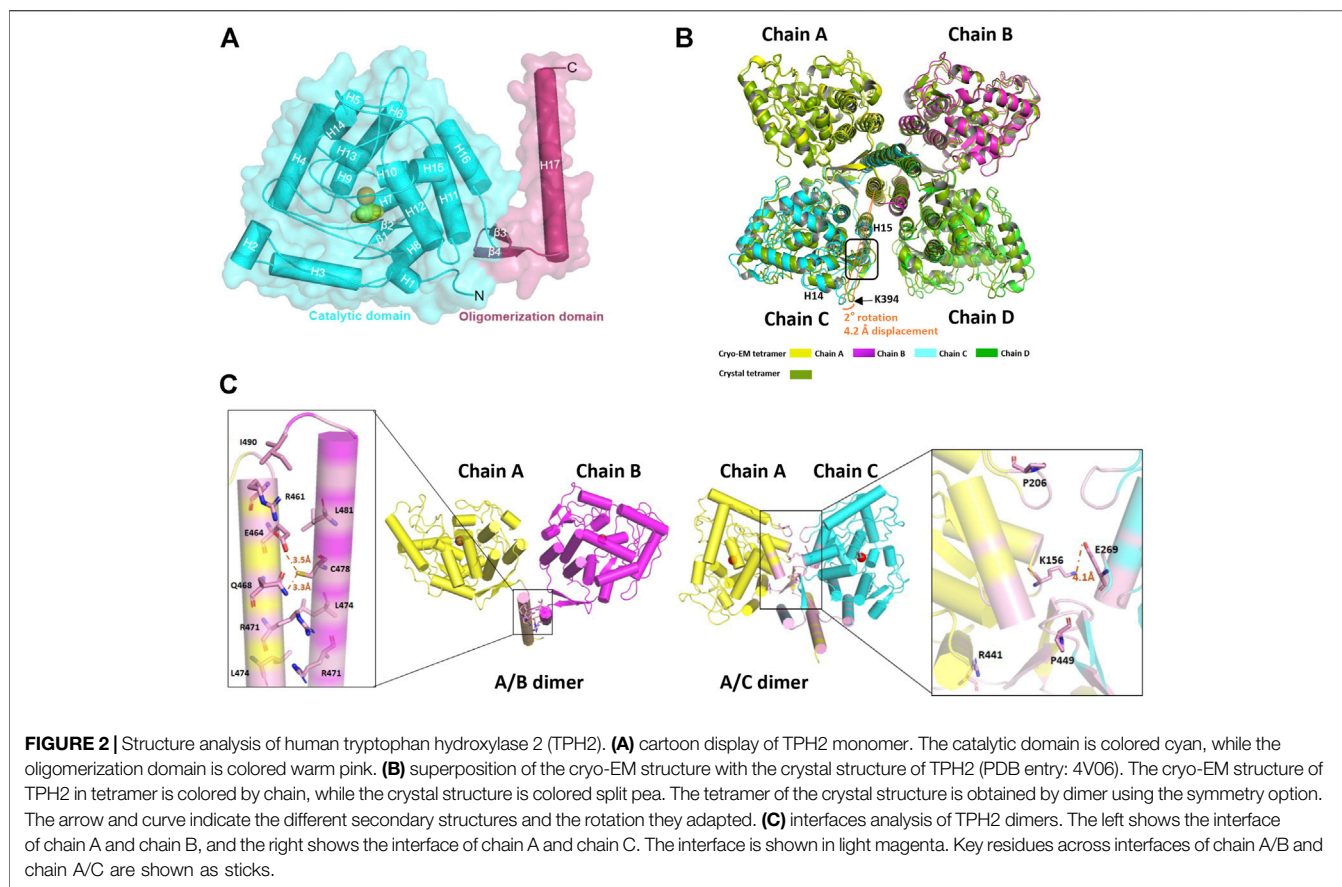 A
C
H5
H6
H14
H4
H13
H16
H10
H15
H9
H7
H17
H12
H11
β2
β1
β3
H2
H8
β4
H3
H1
N
Catalytic domain
Oligomerization domain
B
Chain A
Chain B
H15
H14
K394
Chain C
2° rotation
4.2 Å displacement
Chain D
Cryo-EM tetramer Chain A Chain B Chain C Chain D
Crystal tetramer
C
I490
R461
L481
E464
3.5Å
C478
Q468
3.3Å
L474
R471
L474
R471
Chain A
Chain B
A/B dimer
Chain A
Chain C
A/C dimer
P206
E269
K156
4.1Å
R441
P449
FIGURE 2 | Structure analysis of human tryptophan hydroxylase 2 (TPH2). (A) cartoon display of TPH2 monomer. The catalytic domain is colored cyan, while the
oligomerization domain is colored warm pink. (B) superposition of the cryo-EM structure with the crystal structure of TPH2 (PDB entry: 4V06). The cryo-EM structure of
TPH2 in tetramer is colored by chain, while the crystal structure is colored split pea. The tetramer of the crystal structure is obtained by dimer using the symmetry option.
The arrow and curve indicate the different secondary structures and the rotation they adapted. (C) interfaces analysis of TPH2 dimers. The left shows the interface
of chain A and chain B, and the right shows the interface of chain A and chain C. The interface is shown in light magenta. Key residues across interfaces of chain A/B and
chain A/C are shown as sticks.